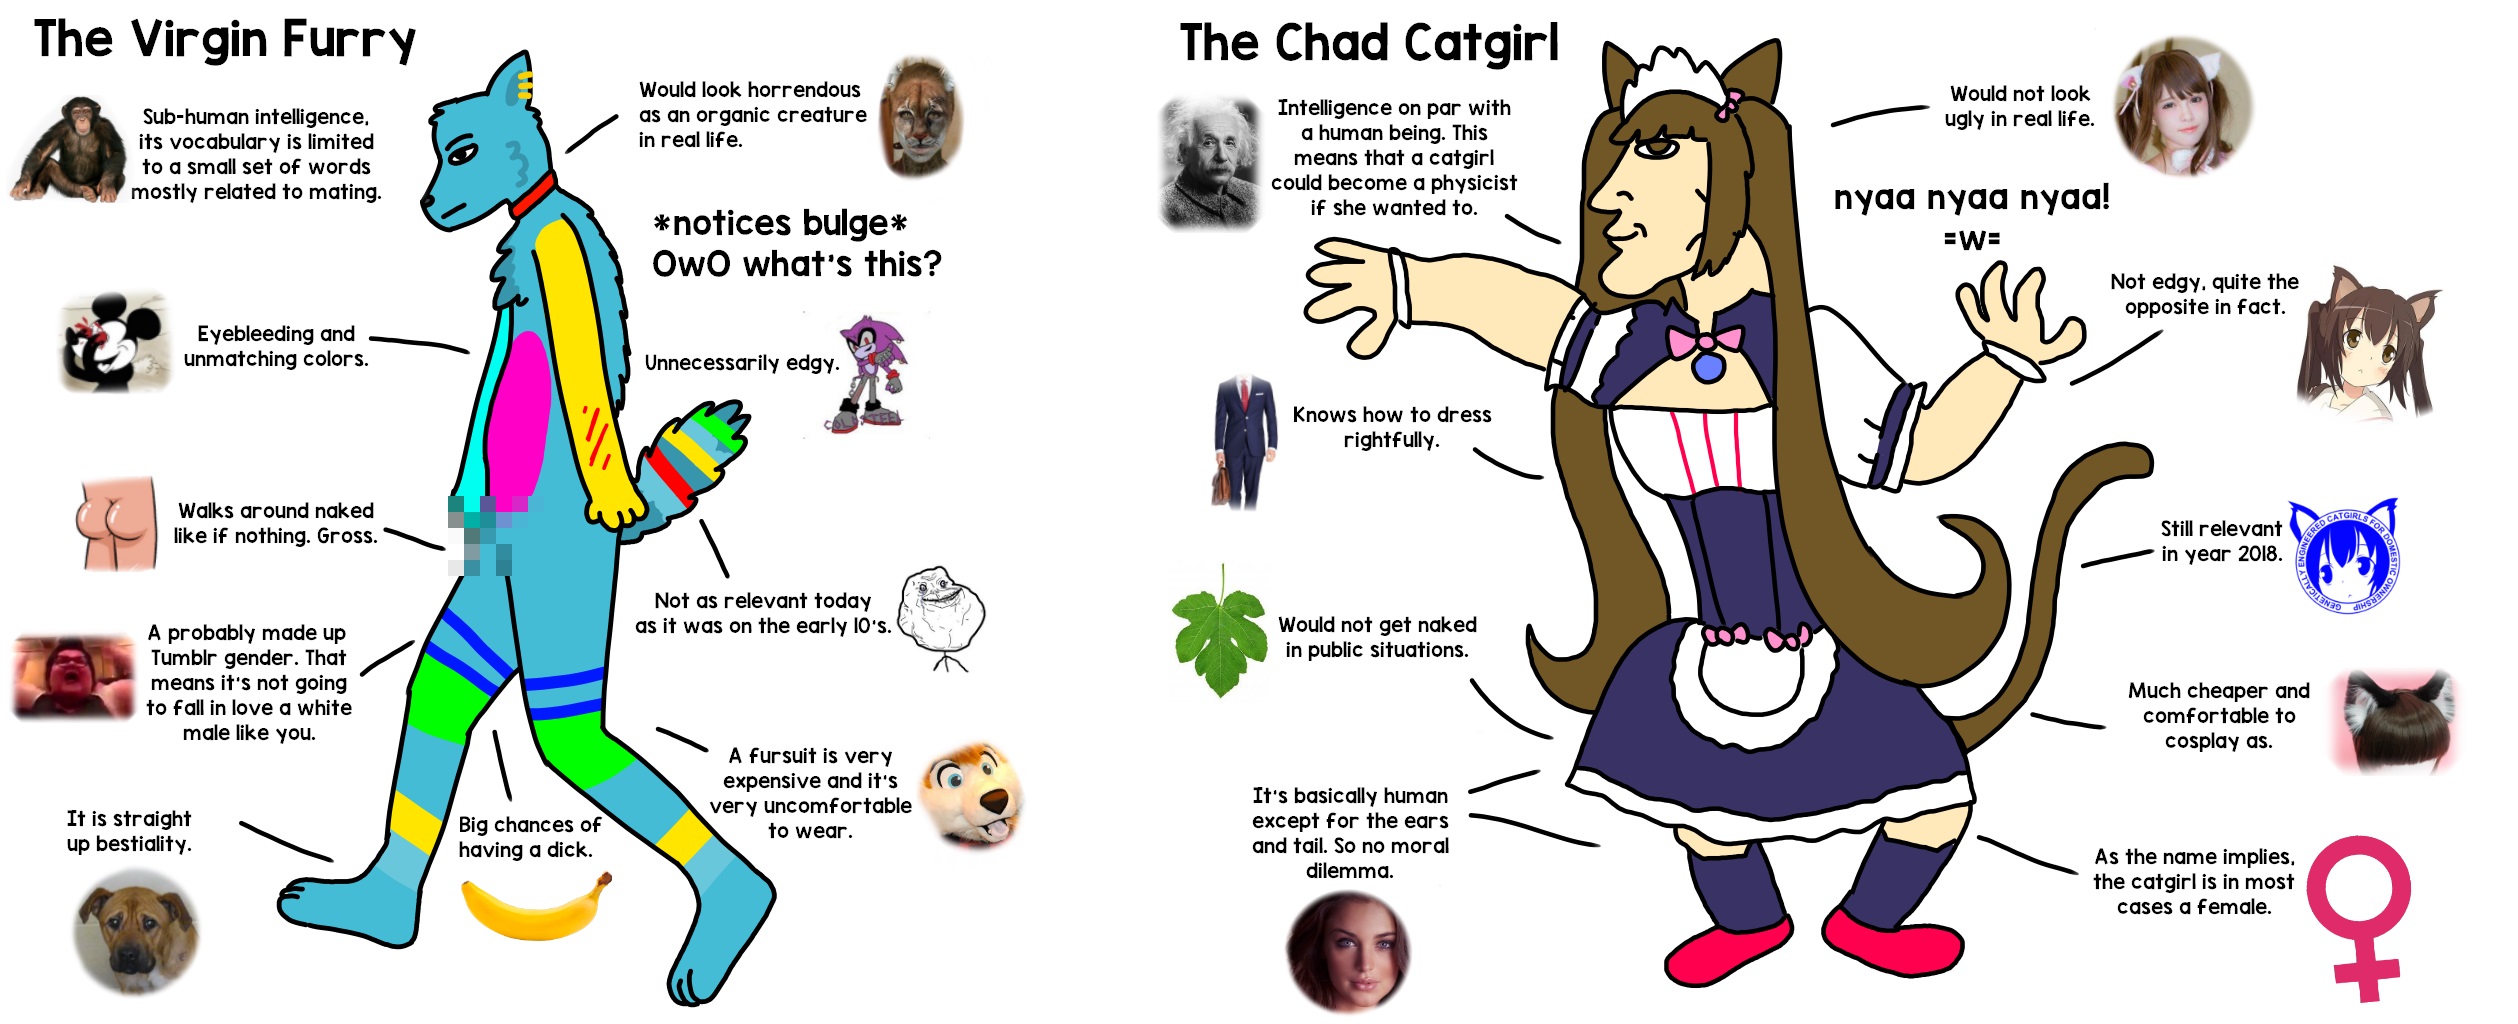 The Virgin Furry
Sub-human intelligence,
its vocabulary is limited
to a small set of words
mostly related to mating.
Would look horrendous
as an organic creature
in real life.
*notices bulge*
OwO what's this?
Eyebleeding and
unmatching colors.
Unnecessarily edgy.
Walks around naked
like if nothing. Gross.
Not as relevant today
as it was on the early 10's.
A probably made up
Tumblr gender. That
means it's not going
to fall in love a white
male like you.
A fursuit is very
expensive and it's
very uncomfortable
to wear.
It is straight
up bestiality.
Big chances of
having a dick.
The Chad Catgirl
Intelligence on par with
a human being. This
means that a catgirl
could become a physicist
if she wanted to.
Would not look
ugly in real life.
nyaa nyaa nyaa!
=W=
Not edgy, quite the
opposite in fact.
Knows how to dress
rightfully.
Still relevant
in year 2018.
GENETICALLY ENGINEERED CATGIRLS FOR DOMESTIC OWNERSHIP
Would not get naked
in public situations.
Much cheaper and
comfortable to
cosplay as.
It's basically human
except for the ears
and tail. So no moral
dilemma.
As the name implies,
the catgirl is in most
cases a female.